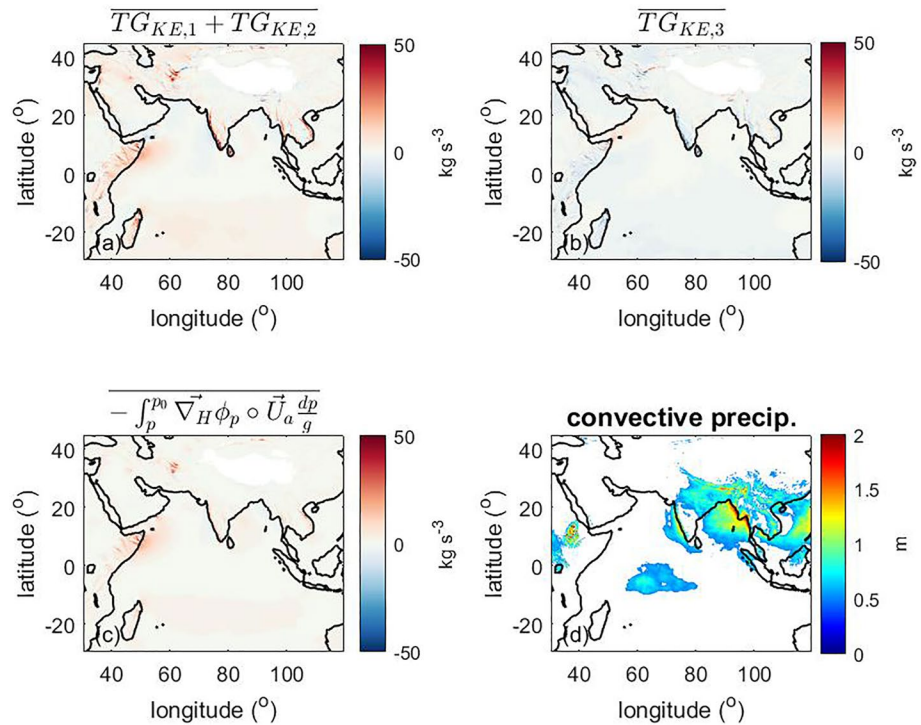 TG_{KE,1} + TG_{KE,2}
TG_{KE,3}
40
20
0
-20
latitude (°)
(a)
40 60 80 100
longitude (°)
50
0
-50
kg s⁻³
40
20
0
-20
latitude (°)
(b)
40 60 80 100
longitude (°)
50
0
-50
kg s⁻³
− ∫_p^{p_0} ∇⃗_H ϕ_p ∘ U⃗_a dp/g
convective precip.
40
20
0
-20
latitude (°)
(c)
40 60 80 100
longitude (°)
50
0
-50
kg s⁻³
40
20
0
-20
latitude (°)
(d)
40 60 80 100
longitude (°)
2
1.5
1
0.5
0
m